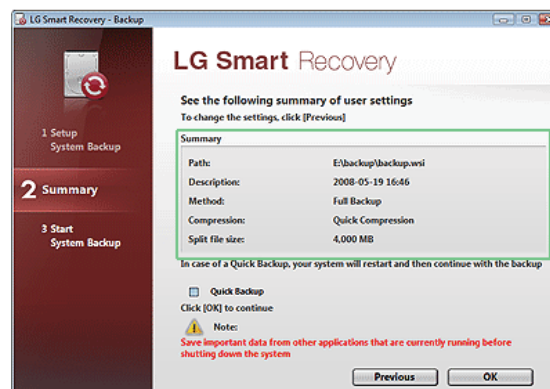 LG Smart Recovery - Backup
LG Smart Recovery
See the following summary of user settings
To change the settings, click [Previous]
1 Setup
System Backup
2 Summary
3 Start
System Backup
Summary
Path: E:\backup\backup.wsi
Description: 2008-05-19 16:46
Method: Full Backup
Compression: Quick Compression
Split file size: 4,000 MB
In case of a Quick Backup, your system will restart and then continue with the backup
Quick Backup
Click [OK] to continue
Note:
Save important data from other applications that are currently running before
shutting down the system
Previous
OK